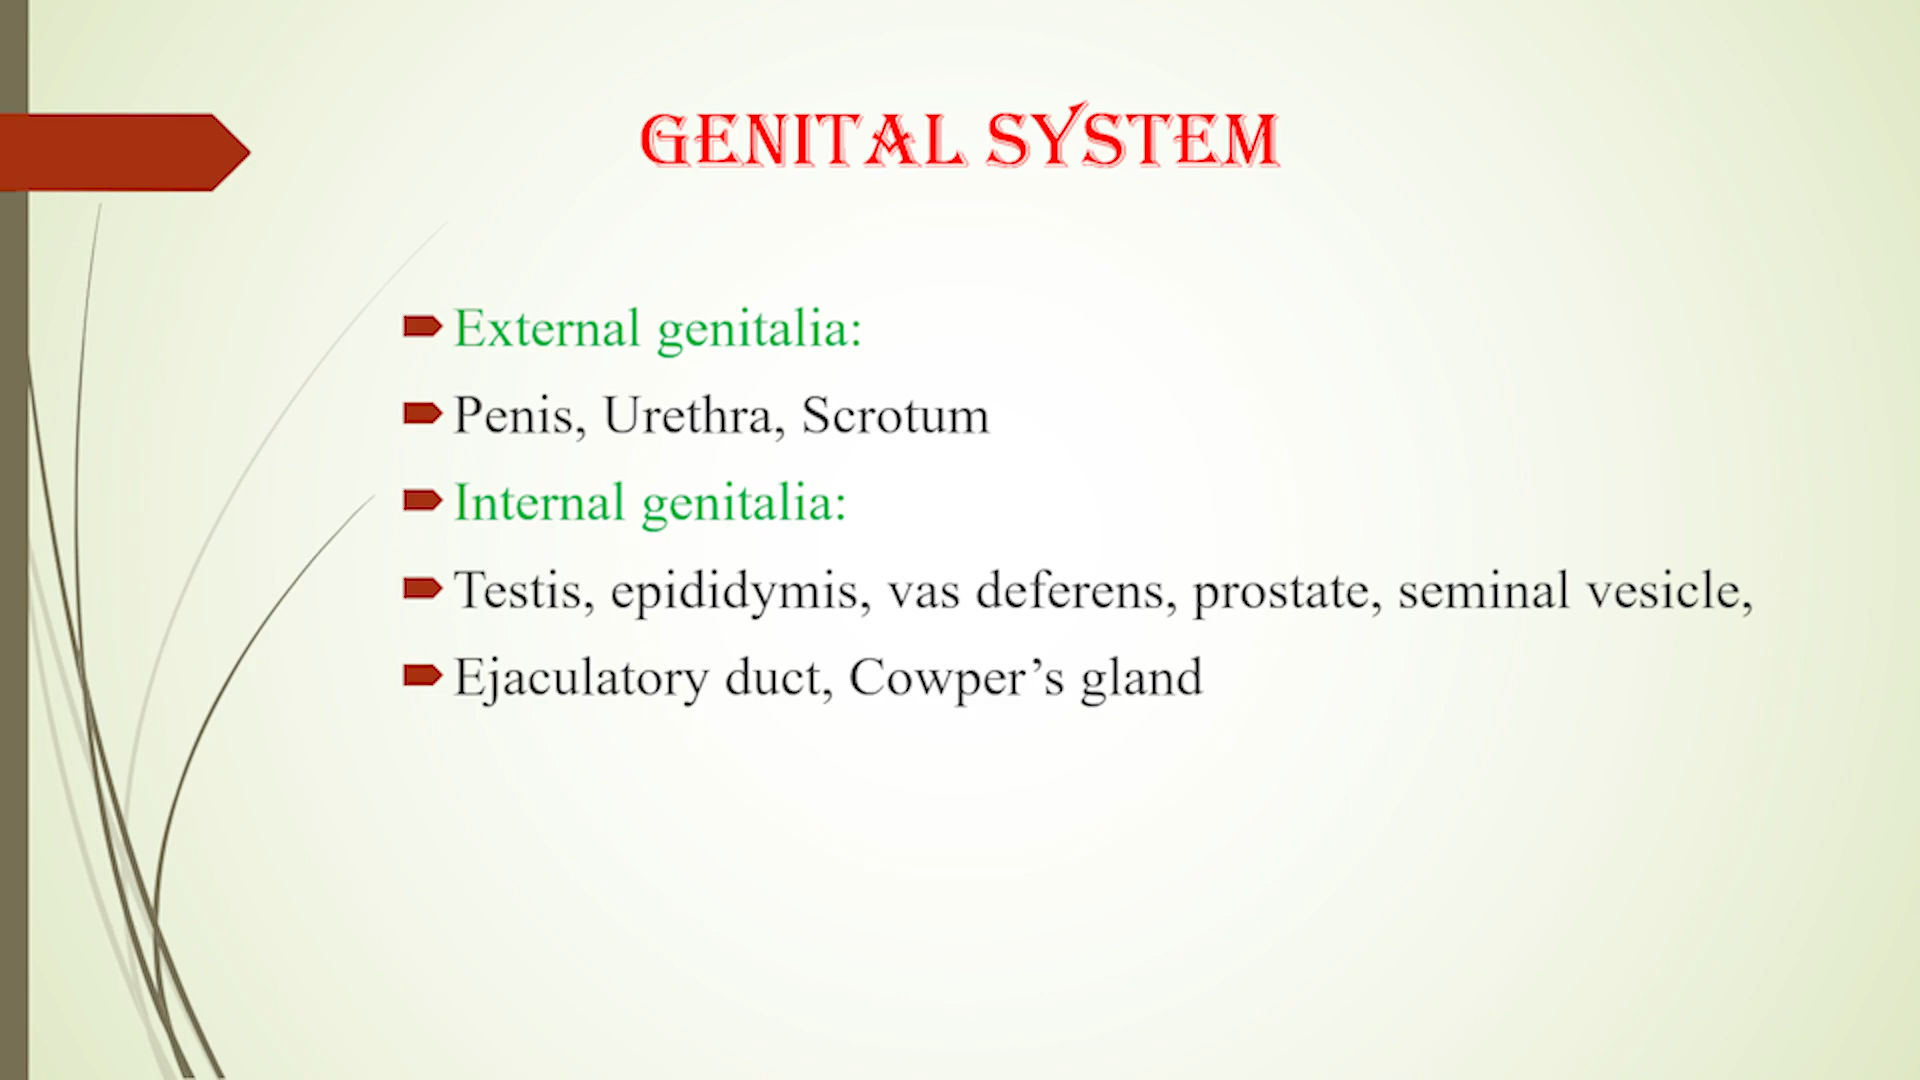 GENITAL SYSTEM
External genitalia:
Penis, Urethra, Scrotum
Internal genitalia:
Testis, epididymis, vas deferens, prostate, seminal vesicle,
Ejaculatory duct, Cowper’s gland